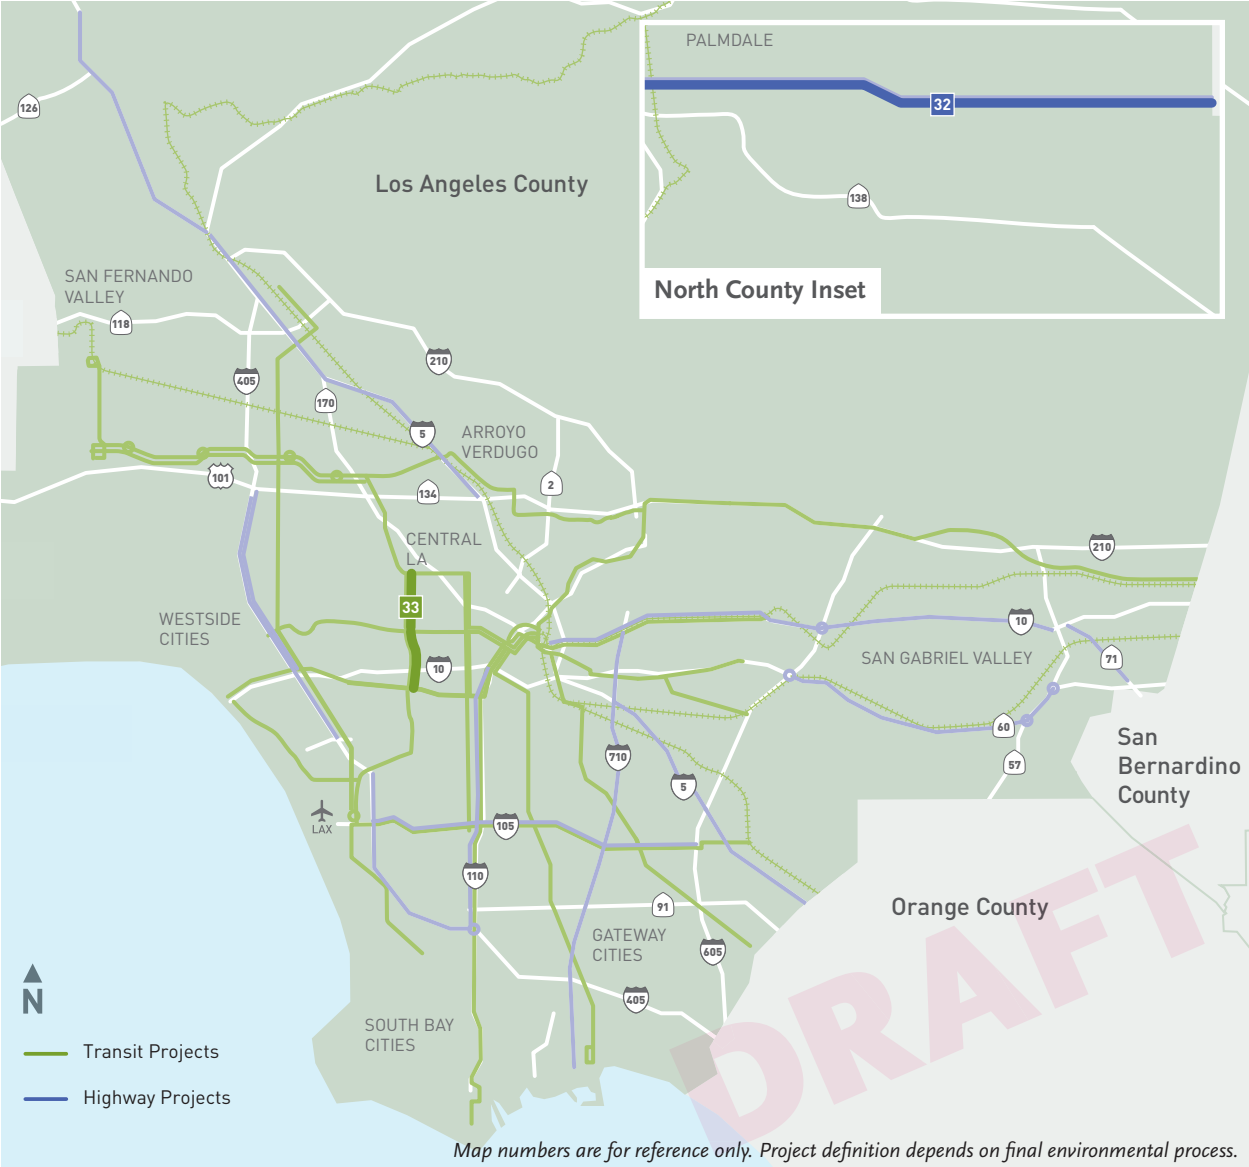 PALMDALE
32
126
138
Los Angeles County
North County Inset
SAN FERNANDO
VALLEY
118
210
405
170
5
ARROYO
VERDUGO
101
134
2
CENTRAL
LA
210
33
WESTSIDE
CITIES
10
10
SAN GABRIEL VALLEY
71
60
57
710
5
San
Bernardino
County
LAX
105
110
91
Orange County
GATEWAY
CITIES
605
405
SOUTH BAY
CITIES
N
Transit Projects
Highway Projects
DRAFT
Map numbers are for reference only. Project definition depends on final environmental process.